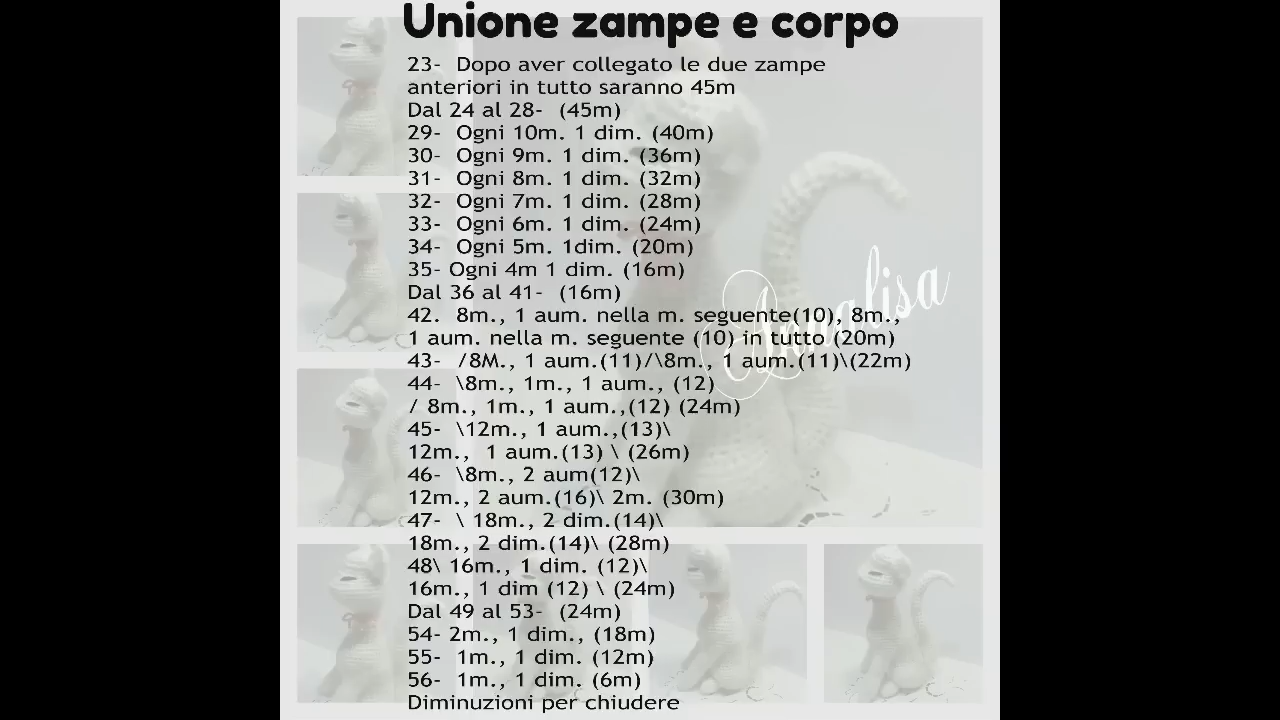 Unione zampe e corpo
23- Dopo aver collegato le due zampe
anteriori in tutto saranno 45m
Dal 24 al 28- (45m)
29- Ogni 10m. 1 dim. (40m)
30- Ogni 9m. 1 dim. (36m)
31- Ogni 8m. 1 dim. (32m)
32- Ogni 7m. 1 dim. (28m)
33- Ogni 6m. 1 dim. (24m)
34- Ogni 5m. 1dim. (20m)
35- Ogni 4m 1 dim. (16m)
Dal 36 al 41- (16m)
42. 8m., 1 aum. nella m. seguente(10), 8m.,
1 aum. nella m. seguente (10) in tutto (20m)
43- /8M., 1 aum.(11)/\8m., 1 aum.(11)\(22m)
44- \8m., 1m., 1 aum., (12)
/ 8m., 1m., 1 aum.,(12) (24m)
45- \12m., 1 aum.,(13)\
12m., 1 aum.(13) \ (26m)
46- \8m., 2 aum(12)\
12m., 2 aum.(16)\ 2m. (30m)
47- \ 18m., 2 dim.(14)\
18m., 2 dim.(14)\ (28m)
48\ 16m., 1 dim. (12)\
16m., 1 dim (12) \ (24m)
Dal 49 al 53- (24m)
54- 2m., 1 dim., (18m)
55- 1m., 1 dim. (12m)
56- 1m., 1 dim. (6m)
Diminuzioni per chiudere
Annalisa